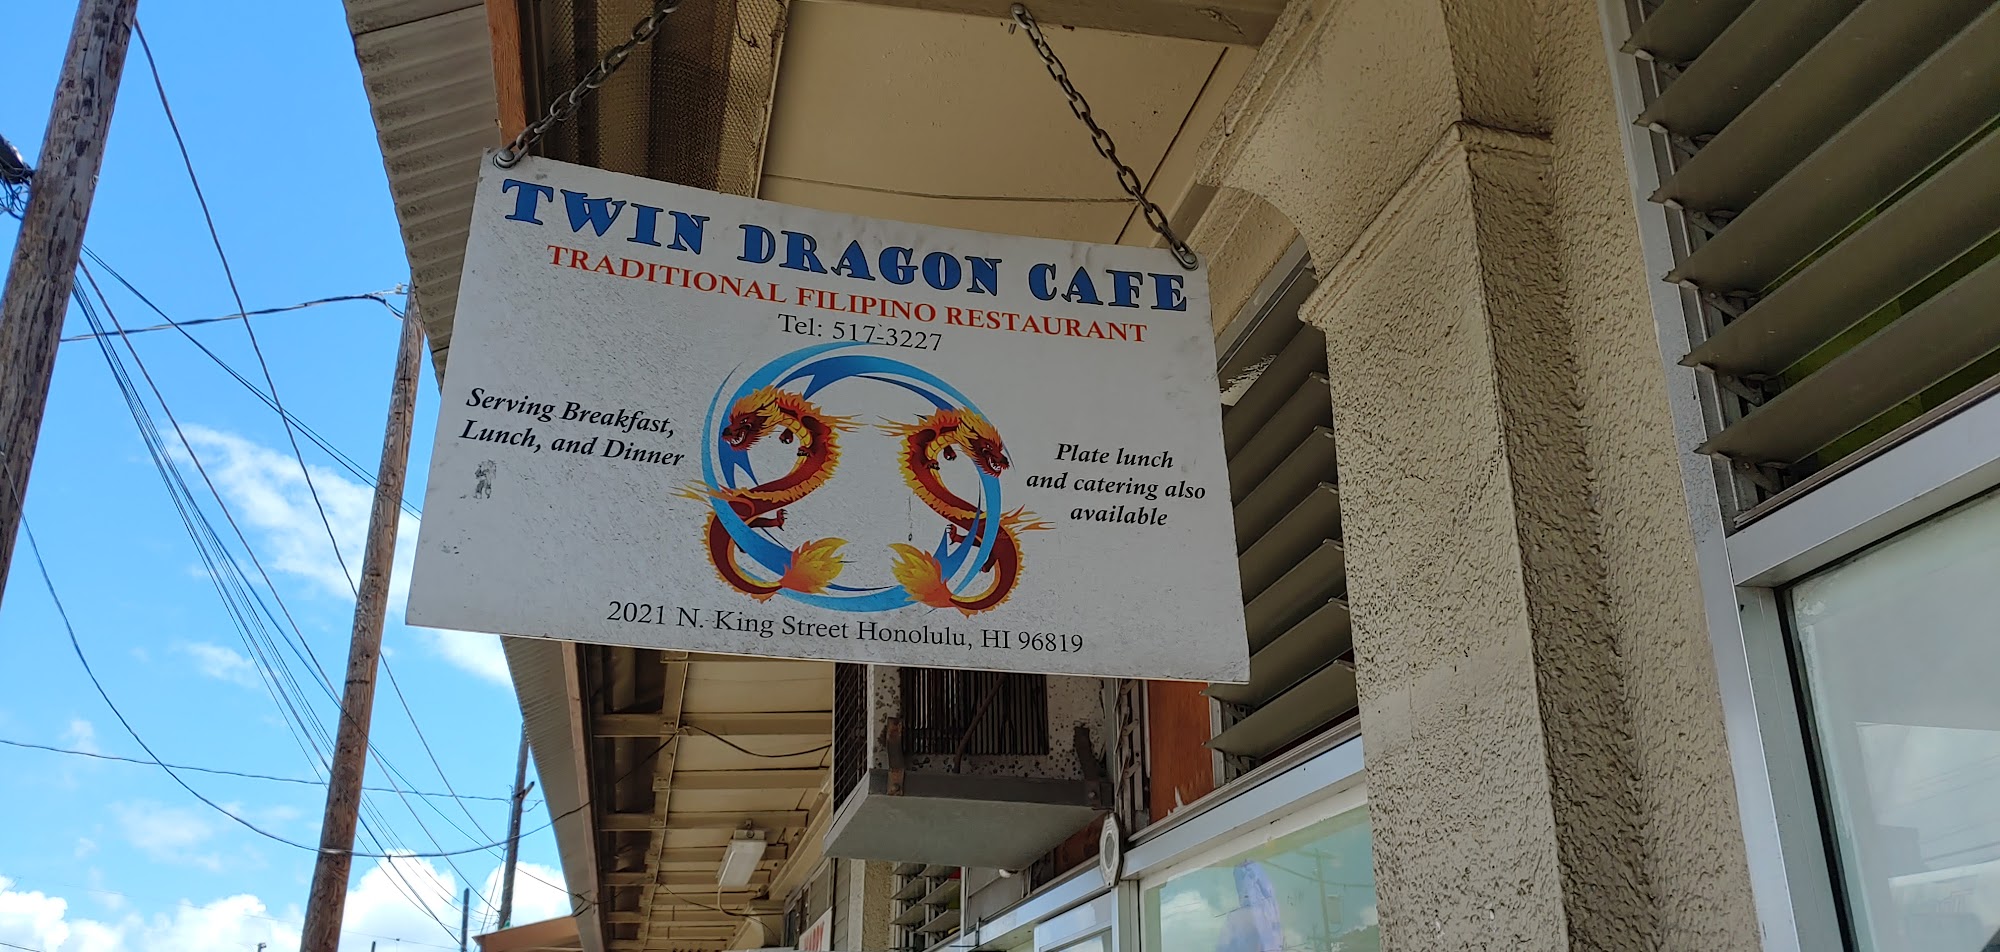 TWIN DRAGON CAFE
TRADITIONAL FILIPINO RESTAURANT
Tel: 517-3227
Serving Breakfast,
Lunch, and Dinner
Plate lunch
and catering also
available
2021 N. King Street Honolulu, HI 96819